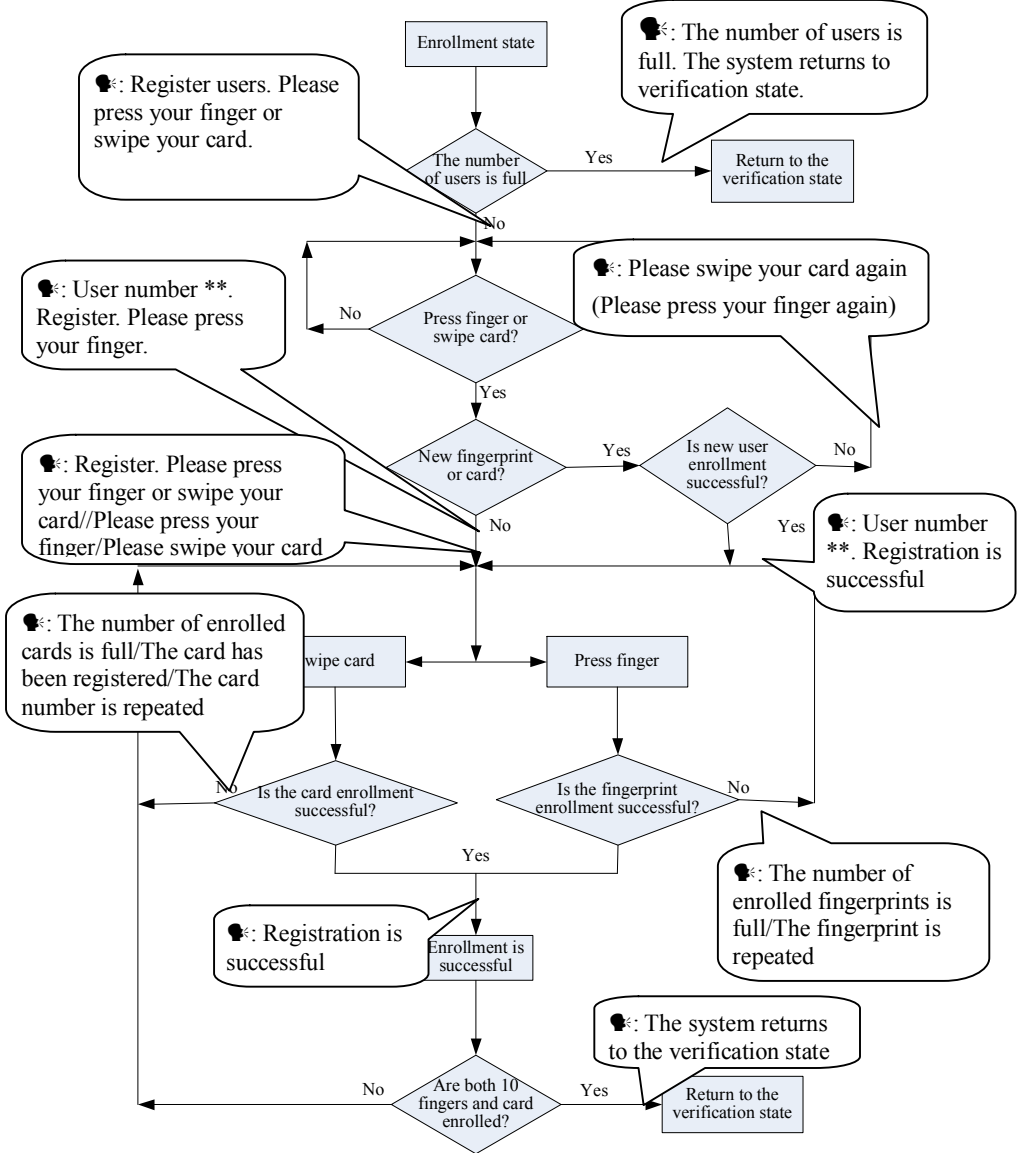 Enrollment state
🗣: The number of users is
full. The system returns to
verification state.
🗣: Register users. Please
press your finger or
swipe your card.
The number
of users is full
Yes
Return to the
verification state
No
🗣: Please swipe your card again
(Please press your finger again)
🗣: User number **.
Register. Please press
your finger.
No
Press finger or
swipe card?
Yes
New fingerprint
or card?
Yes
Is new user
enrollment
successful?
No
🗣: Register. Please press
your finger or swipe your
card//Please press your
finger/Please swipe your card
No
Yes
🗣: User number
**. Registration is
successful
🗣: The number of enrolled
cards is full/The card has
been registered/The card
number is repeated
wipe card
Press finger
No
Is the card enrollment
successful?
Is the fingerprint
enrollment successful?
No
Yes
🗣: The number of
enrolled fingerprints is
full/The fingerprint is
repeated
🗣: Registration is
successful
Enrollment is
successful
🗣: The system returns
to the verification state
No
Are both 10
fingers and card
enrolled?
Yes
Return to the
verification state